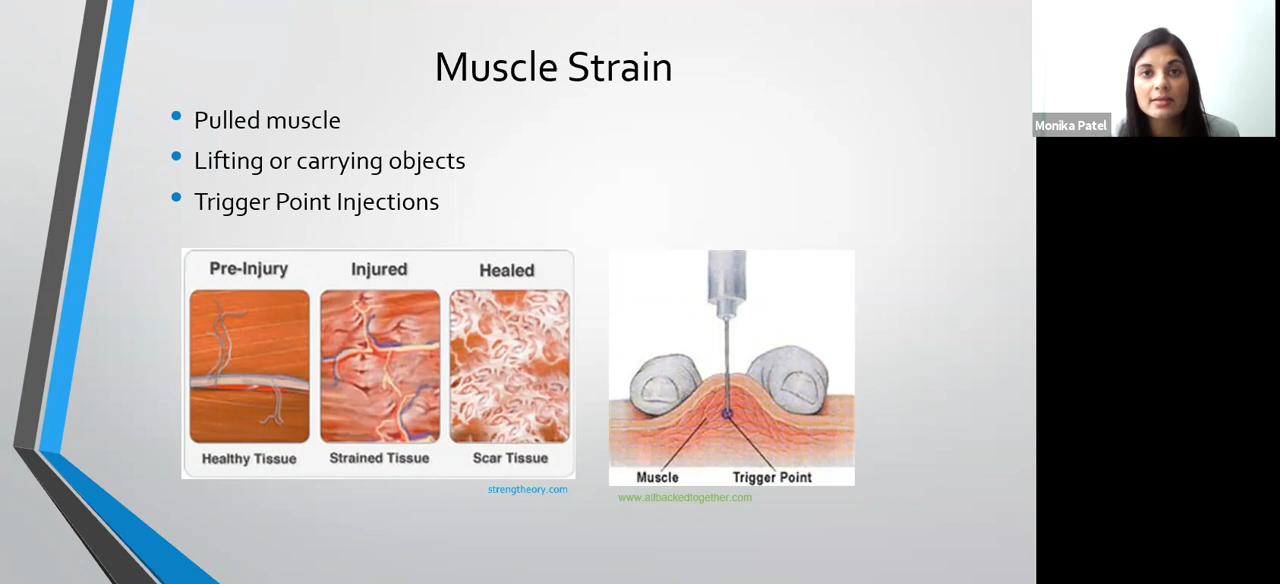 Muscle Strain
Pulled muscle
Lifting or carrying objects
Trigger Point Injections
Monika Patel
Pre-Injury
Injured
Healed
Healthy Tissue
Strained Tissue
Scar Tissue
strengtheory.com
Muscle
Trigger Point
www.allbackedtogether.com